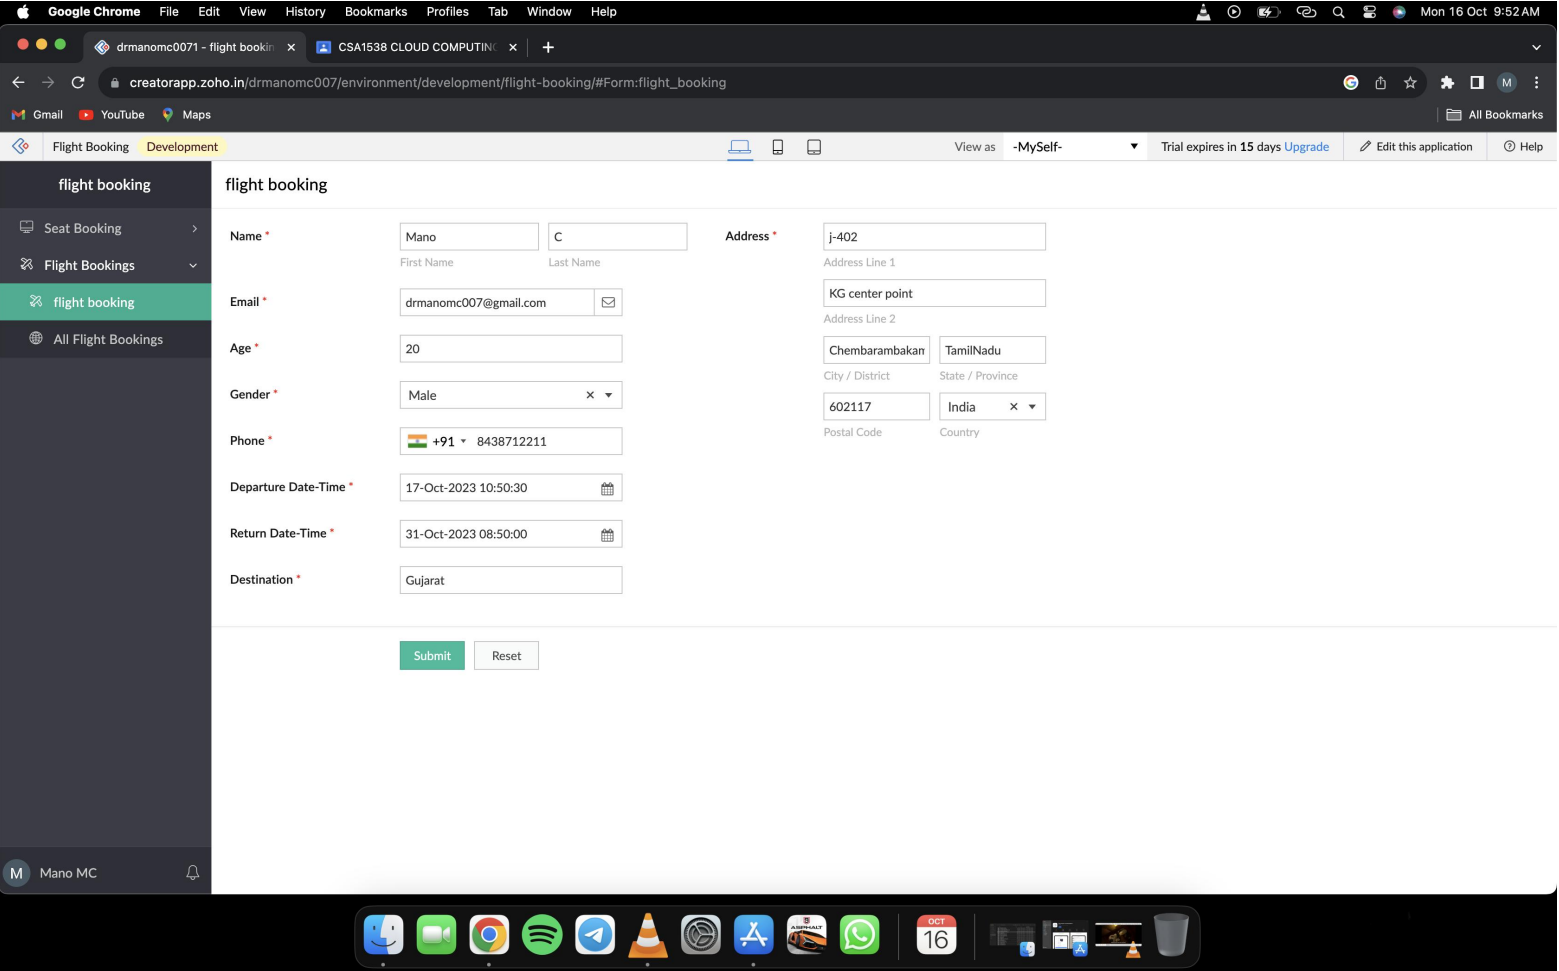 Google Chrome File Edit View History Bookmarks Profiles Tab Window Help Mon 16 Oct 9:52 AM
drmanomc0071 - flight bookin CSA1538 CLOUD COMPUTING
creatorapp.zoho.in/drmanomc007/environment/development/flight-booking/#Form:flight_booking M
Gmail YouTube Maps All Bookmarks
Flight Booking Development View as -MySelf- Trial expires in 15 days Upgrade Edit this application Help
flight booking
Seat Booking
Flight Bookings
flight booking
All Flight Bookings
M Mano MC
flight booking
Name * Mano C
First Name Last Name
Email * drmanomc007@gmail.com
Age * 20
Gender * Male
Phone * +91 8438712211
Departure Date-Time * 17-Oct-2023 10:50:30
Return Date-Time * 31-Oct-2023 08:50:00
Destination * Gujarat
Address * j-402
Address Line 1
KG center point
Address Line 2
Chembarambakam TamilNadu
City / District State / Province
602117 India
Postal Code Country
Submit Reset
ASPHALT
OCT
16